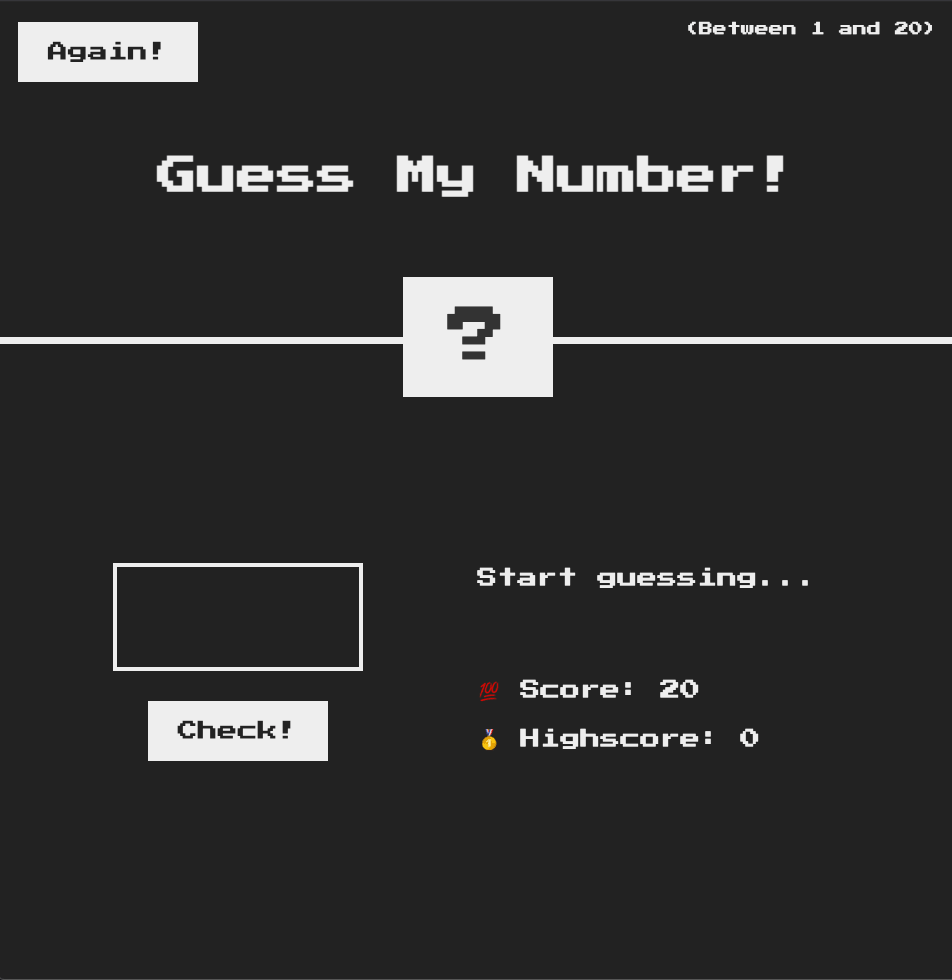 Again!
(Between 1 and 20)
Guess My Number!
?
Start guessing...
💯 Score: 20
Check!
🥇 Highscore: 0